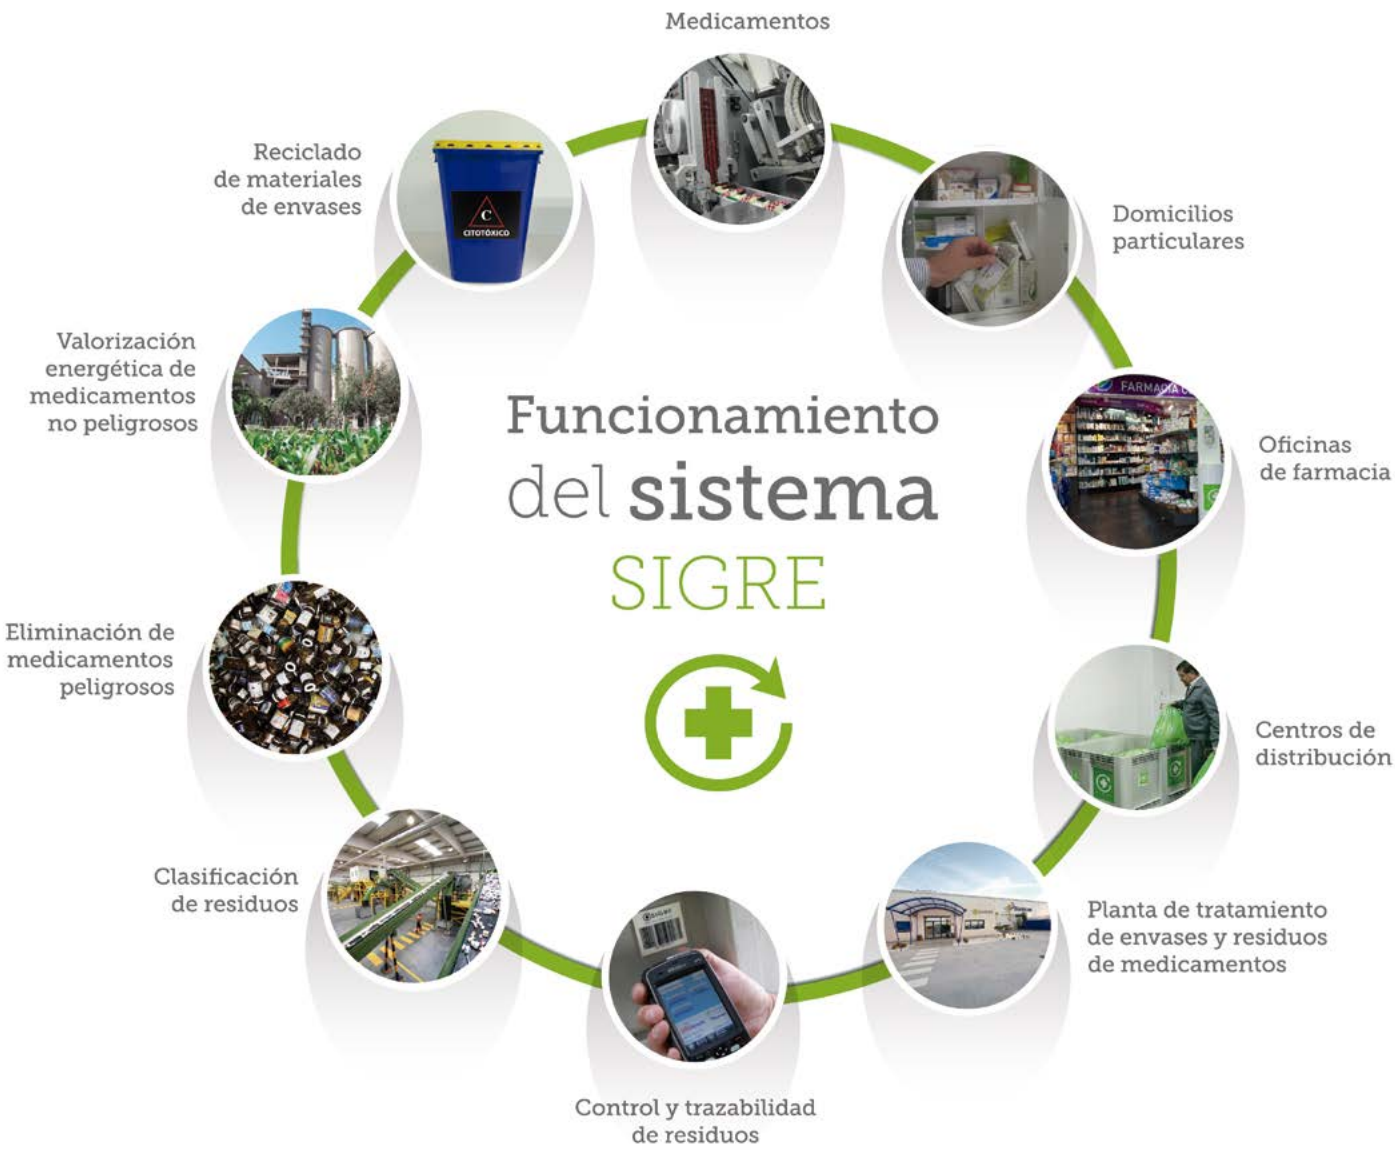 Medicamentos
Domicilios
particulares
Oficinas
de farmacia
Centros de
distribución
Planta de tratamiento
de envases y residuos
de medicamentos
Control y trazabilidad
de residuos
Clasificación
de residuos
Eliminación de
medicamentos
peligrosos
Valorización
energética de
medicamentos
no peligrosos
Reciclado
de materiales
de envases
Funcionamiento
del sistema
SIGRE
C
CITOTÓXICO
FARMACIA